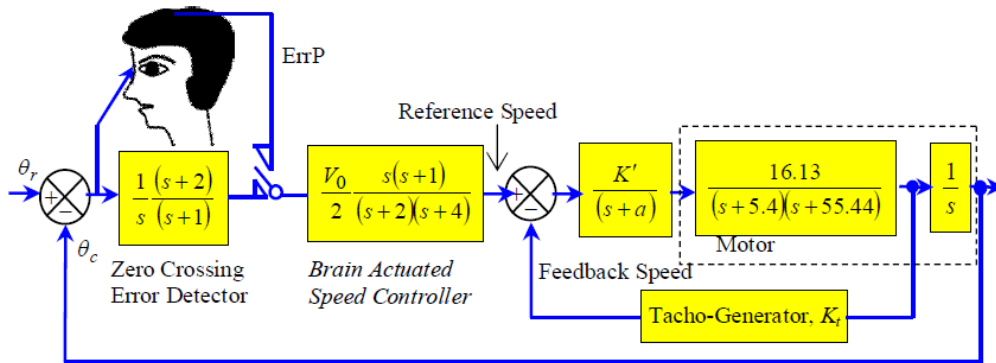 ErrP
Reference Speed
θr
+
−
1/s (s+2)/(s+1)
V0/2 s(s+1)/(s+2)(s+4)
+
−
K′/(s+a)
16.13/(s+5.4)(s+55.44)
1/s
Motor
θc
Zero Crossing
Error Detector
Brain Actuated
Speed Controller
Feedback Speed
Tacho-Generator, Kt